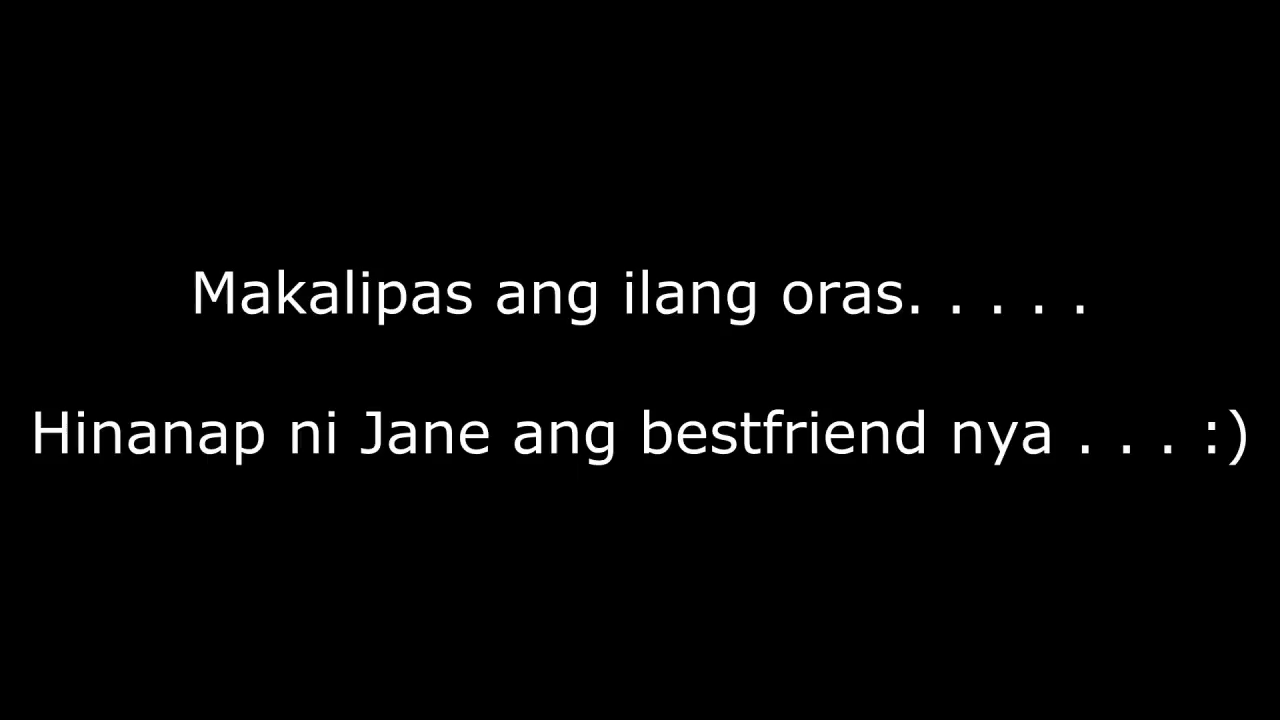 Makalipas ang ilang oras. . . . .
Hinanap ni Jane ang bestfriend nya . . . :)